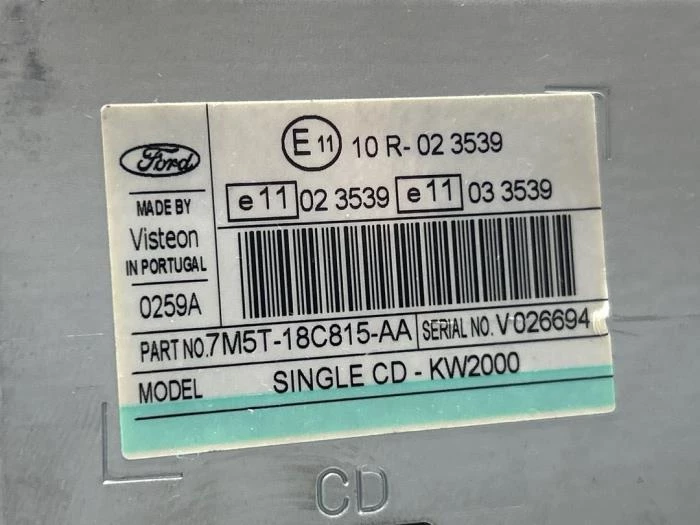 Ford
MADE BY
Visteon
IN PORTUGAL
0259A
E 11 10 R- 02 3539
e 11 02 3539 e 11 03 3539
PART NO. 7M5T-18C815-AA SERIAL NO. V 026694
MODEL SINGLE CD - KW2000
CD